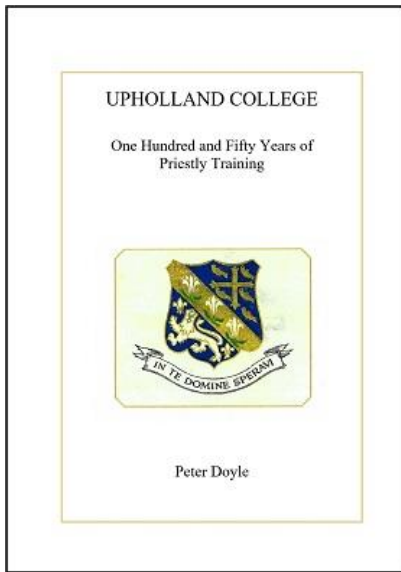 UPHOLLAND COLLEGE
One Hundred and Fifty Years of
Priestly Training
IN TE DOMINE SPERAVI
Peter Doyle